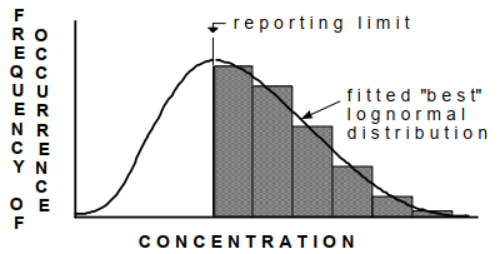 FREQUENCY OF
OCCURRENCE
reporting limit
fitted "best"
lognormal
distribution
CONCENTRATION